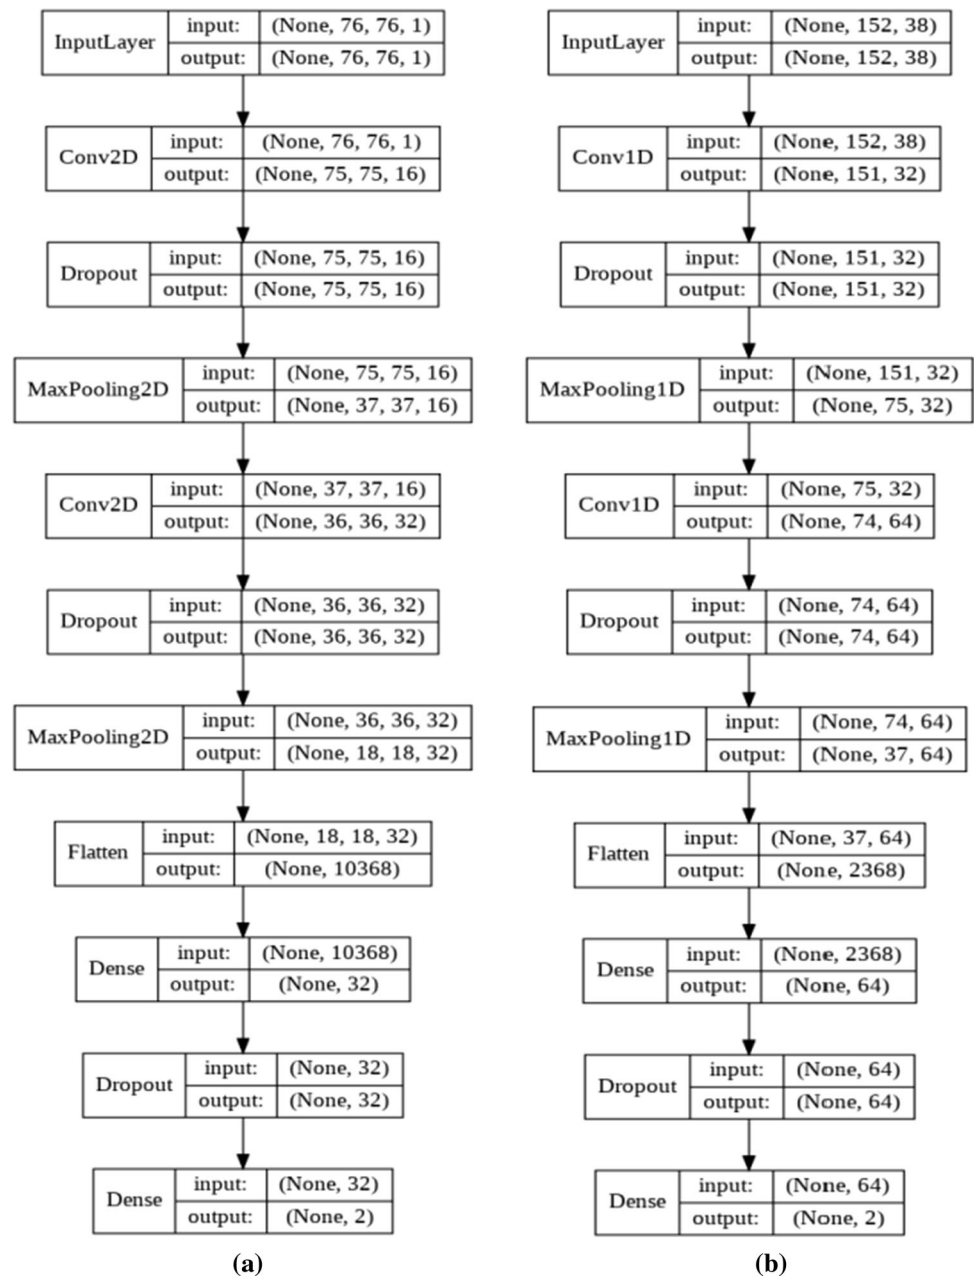 InputLayer
input: (None, 76, 76, 1)
output: (None, 76, 76, 1)
Conv2D
input: (None, 76, 76, 1)
output: (None, 75, 75, 16)
Dropout
input: (None, 75, 75, 16)
output: (None, 75, 75, 16)
MaxPooling2D
input: (None, 75, 75, 16)
output: (None, 37, 37, 16)
Conv2D
input: (None, 37, 37, 16)
output: (None, 36, 36, 32)
Dropout
input: (None, 36, 36, 32)
output: (None, 36, 36, 32)
MaxPooling2D
input: (None, 36, 36, 32)
output: (None, 18, 18, 32)
Flatten
input: (None, 18, 18, 32)
output: (None, 10368)
Dense
input: (None, 10368)
output: (None, 32)
Dropout
input: (None, 32)
output: (None, 32)
Dense
input: (None, 32)
output: (None, 2)
(a)
InputLayer
input: (None, 152, 38)
output: (None, 152, 38)
Conv1D
input: (None, 152, 38)
output: (None, 151, 32)
Dropout
input: (None, 151, 32)
output: (None, 151, 32)
MaxPooling1D
input: (None, 151, 32)
output: (None, 75, 32)
Conv1D
input: (None, 75, 32)
output: (None, 74, 64)
Dropout
input: (None, 74, 64)
output: (None, 74, 64)
MaxPooling1D
input: (None, 74, 64)
output: (None, 37, 64)
Flatten
input: (None, 37, 64)
output: (None, 2368)
Dense
input: (None, 2368)
output: (None, 64)
Dropout
input: (None, 64)
output: (None, 64)
Dense
input: (None, 64)
output: (None, 2)
(b)